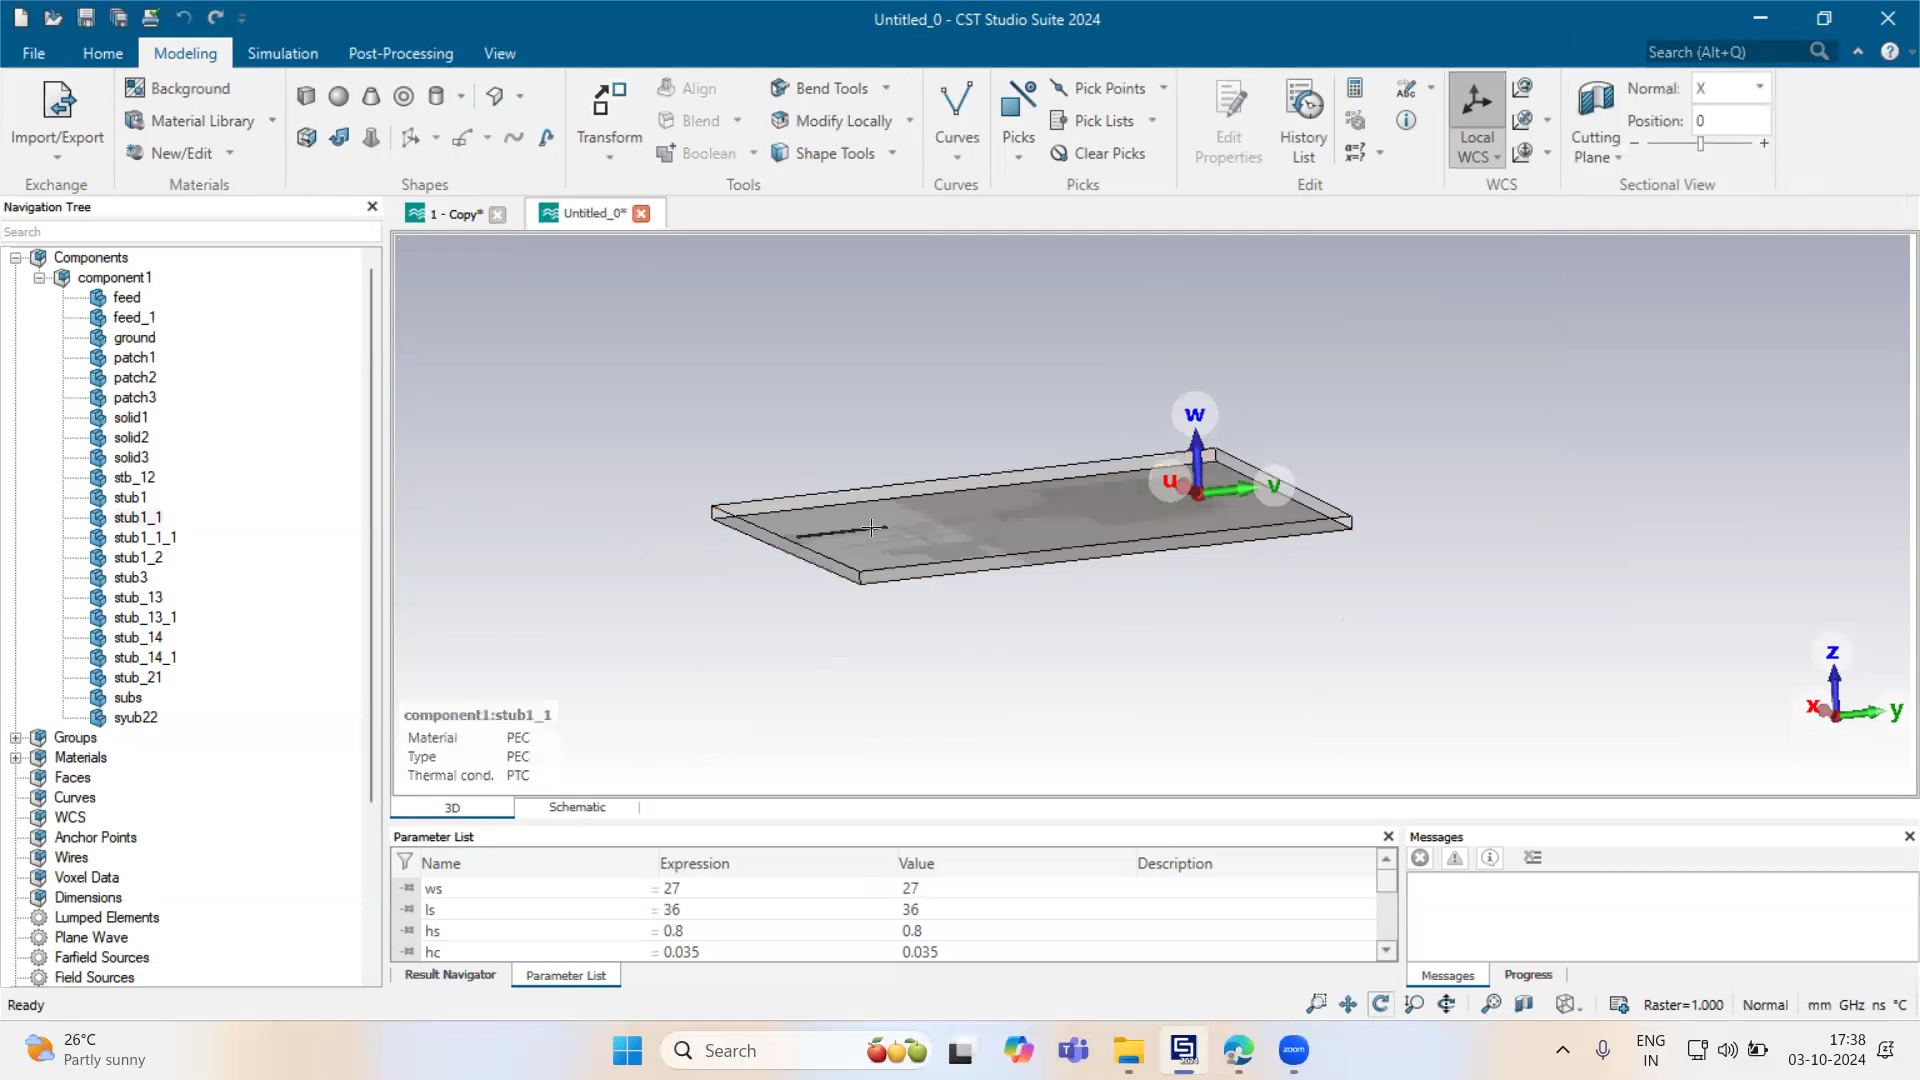 Untitled_0 - CST Studio Suite 2024
File Home Modeling Simulation Post-Processing View Search (Alt+Q)
Import/Export
Exchange
Background
Material Library
New/Edit
Materials
Shapes
Transform
Align
Blend
Boolean
Bend Tools
Modify Locally
Shape Tools
Tools
Curves
Curves
Picks
Pick Points
Pick Lists
Clear Picks
Picks
Edit Properties
History List
Edit
Local WCS
WCS
Cutting Plane
Normal: X
Position: 0
Sectional View
Navigation Tree
Search
1 - Copy*
Untitled_0*
Components
component1
feed
feed_1
ground
patch1
patch2
patch3
solid1
solid2
solid3
stb_12
stub1
stub1_1
stub1_1_1
stub1_2
stub3
stub_13
stub_13_1
stub_14
stub_14_1
stub_21
subs
syub22
Groups
Materials
Faces
Curves
WCS
Anchor Points
Wires
Voxel Data
Dimensions
Lumped Elements
Plane Wave
Farfield Sources
Field Sources
w
u
v
z
x
y
component1:stub1_1
Material PEC
Type PEC
Thermal cond. PTC
3D Schematic
Parameter List
Name Expression Value Description
ws = 27 27
ls = 36 36
hs = 0.8 0.8
hc = 0.035 0.035
Result Navigator Parameter List
Messages
Messages Progress
Ready
Raster=1.000 Normal mm GHz ns °C
26°C
Partly sunny
Search
zoom
ENG
IN
17:38
03-10-2024